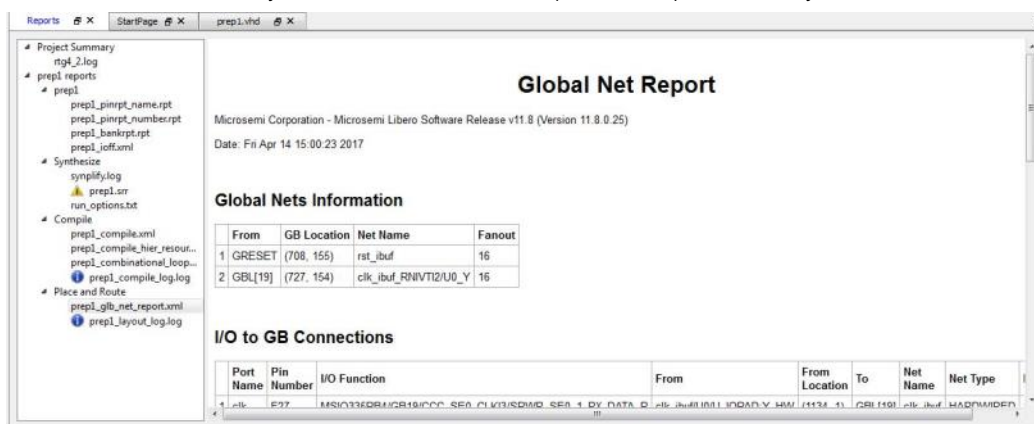 Reports StartPage prep1.vhd
Project Summary
rtg4_2.log
prep1 reports
prep1
prep1_pinrpt_name.rpt
prep1_pinrpt_number.rpt
prep1_bankrpt.rpt
prep1_ioff.xml
Synthesize
synplify.log
prep1.srr
run_options.txt
Compile
prep1_compile.xml
prep1_compile_hier_resour...
prep1_combinational_loop...
prep1_compile_log.log
Place and Route
prep1_glb_net_report.xml
prep1_layout_log.log
Global Net Report
Microsemi Corporation - Microsemi Libero Software Release v11.8 (Version 11.8.0.25)
Date: Fri Apr 14 15:00:23 2017
Global Nets Information
From GB Location Net Name Fanout
1 GRESET (708, 155) rst_ibuf 16
2 GBL[19] (727, 154) clk_ibuf_RNIVTI2/U0_Y 16
I/O to GB Connections
Port Name Pin Number I/O Function From From Location To Net Name Net Type
1 clk (1134, 1) GBL[19] clk_ibuf HARDWIRED